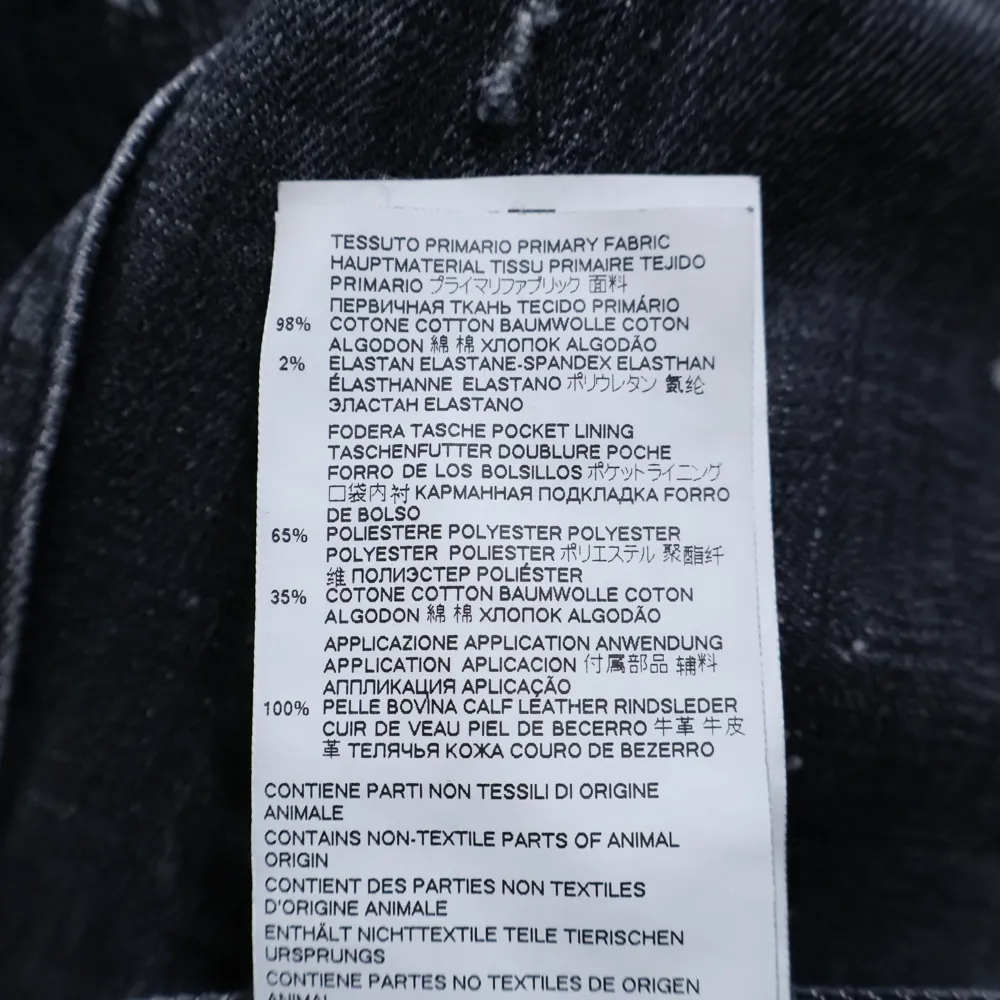 TESSUTO PRIMARIO PRIMARY FABRIC
HAUPTMATERIAL TISSU PRIMAIRE TEJIDO
PRIMARIO プライマリファブリック 面料
ПЕРВИЧНАЯ ТКАНЬ TECIDO PRIMÁRIO
98% COTONE COTTON BAUMWOLLE COTON
ALGODON 綿 棉 ХЛОПОК ALGODÃO
2% ELASTAN ELASTANE-SPANDEX ELASTHAN
ÉLASTHANNE ELASTANO ポリウレタン 氨纶
ЭЛАСТАН ELASTANO
FODERA TASCHE POCKET LINING
TASCHENFUTTER DOUBLURE POCHE
FORRO DE LOS BOLSILLOS ポケットライニング
口袋内衬 КАРМАННАЯ ПОДКЛАДКА FORRO
DE BOLSO
65% POLIESTERE POLYESTER POLYESTER
POLYESTER POLIESTER ポリエステル 聚酯纤
维 ПОЛИЭСТЕР POLIÉSTER
35% COTONE COTTON BAUMWOLLE COTON
ALGODON 綿 棉 ХЛОПОК ALGODÃO
APPLICAZIONE APPLICATION ANWENDUNG
APPLICATION APLICACION 付属部品 辅料
АППЛИКАЦИЯ APLICAÇÃO
100% PELLE BOVINA CALF LEATHER RINDSLEDER
CUIR DE VEAU PIEL DE BECERRO 牛革 牛皮
革 ТЕЛЯЧЬЯ КОЖА COURO DE BEZERRO
CONTIENE PARTI NON TESSILI DI ORIGINE
ANIMALE
CONTAINS NON-TEXTILE PARTS OF ANIMAL
ORIGIN
CONTIENT DES PARTIES NON TEXTILES
D'ORIGINE ANIMALE
ENTHÄLT NICHTTEXTILE TEILE TIERISCHEN
URSPRUNGS
CONTIENE PARTES NO TEXTILES DE ORIGEN
ANIMAL